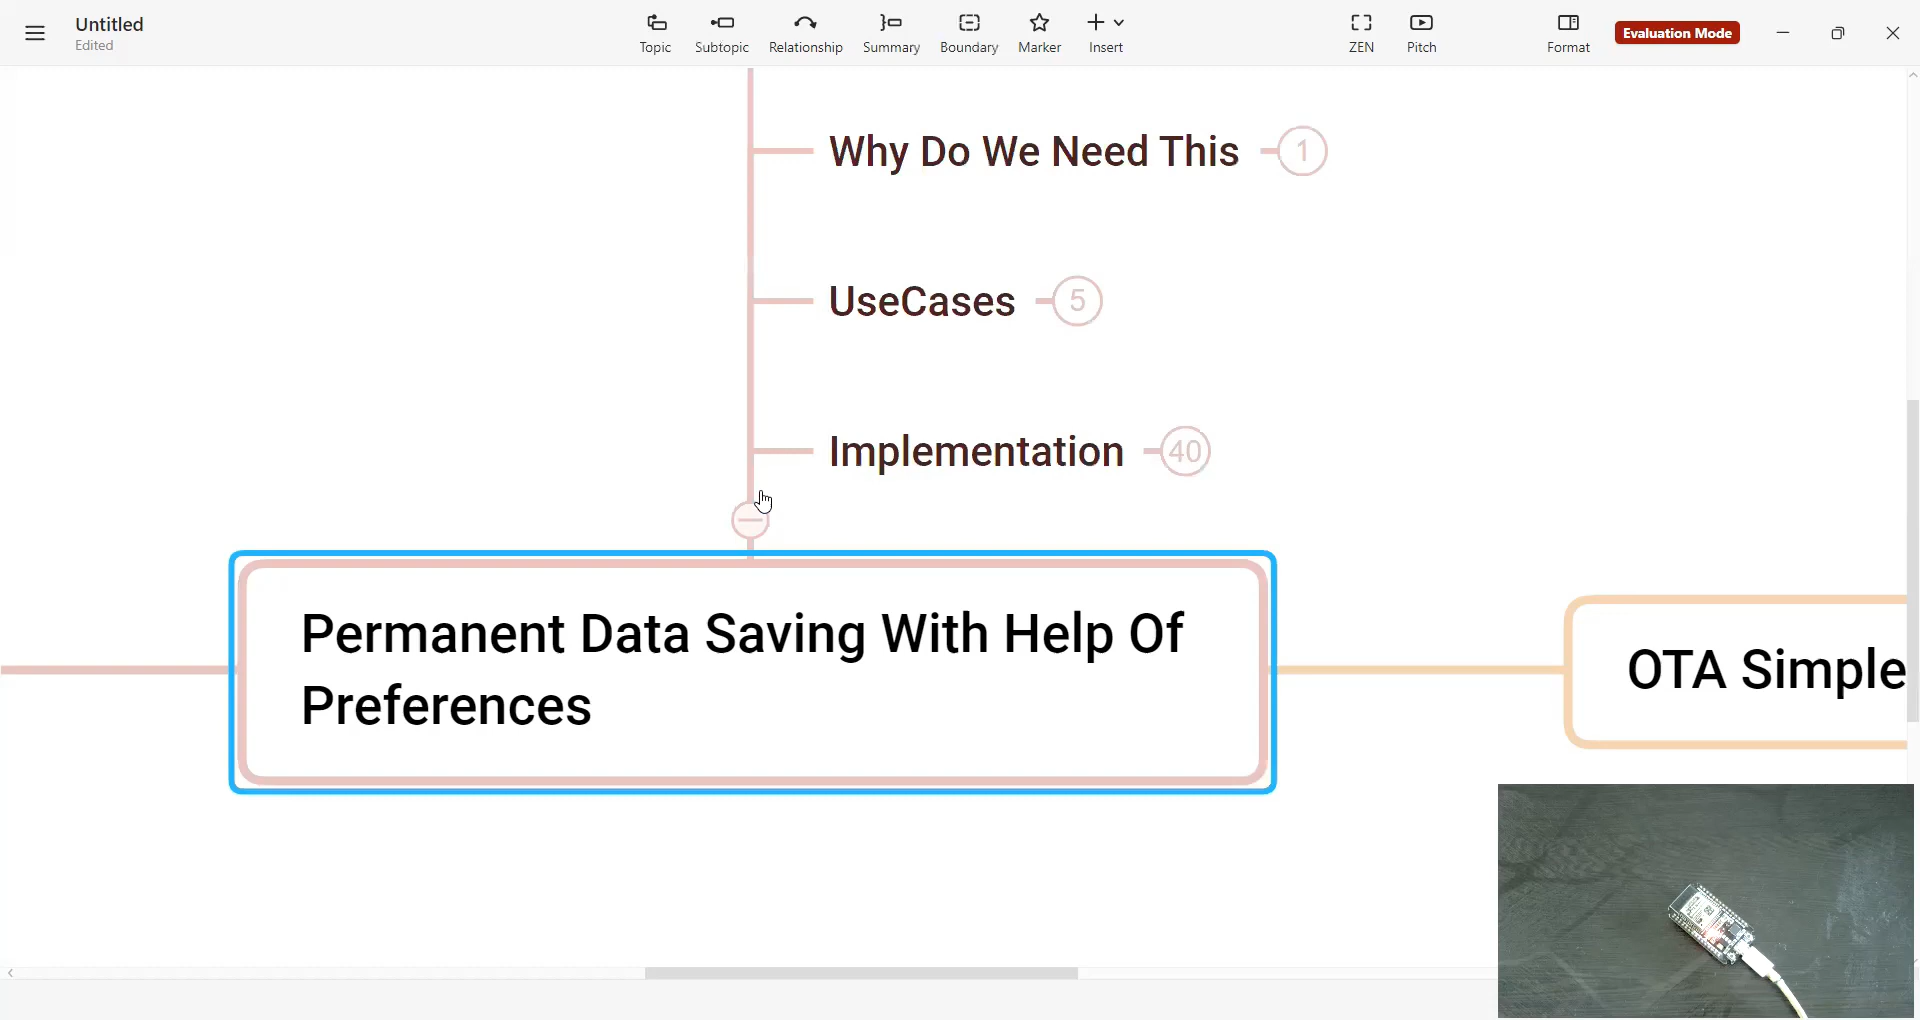 Untitled
Edited
Topic
Subtopic
Relationship
Summary
Boundary
Marker
Insert
ZEN
Pitch
Format
Evaluation Mode
Why Do We Need This
1
UseCases
5
Implementation
40
Permanent Data Saving With Help Of
Preferences
OTA Simple